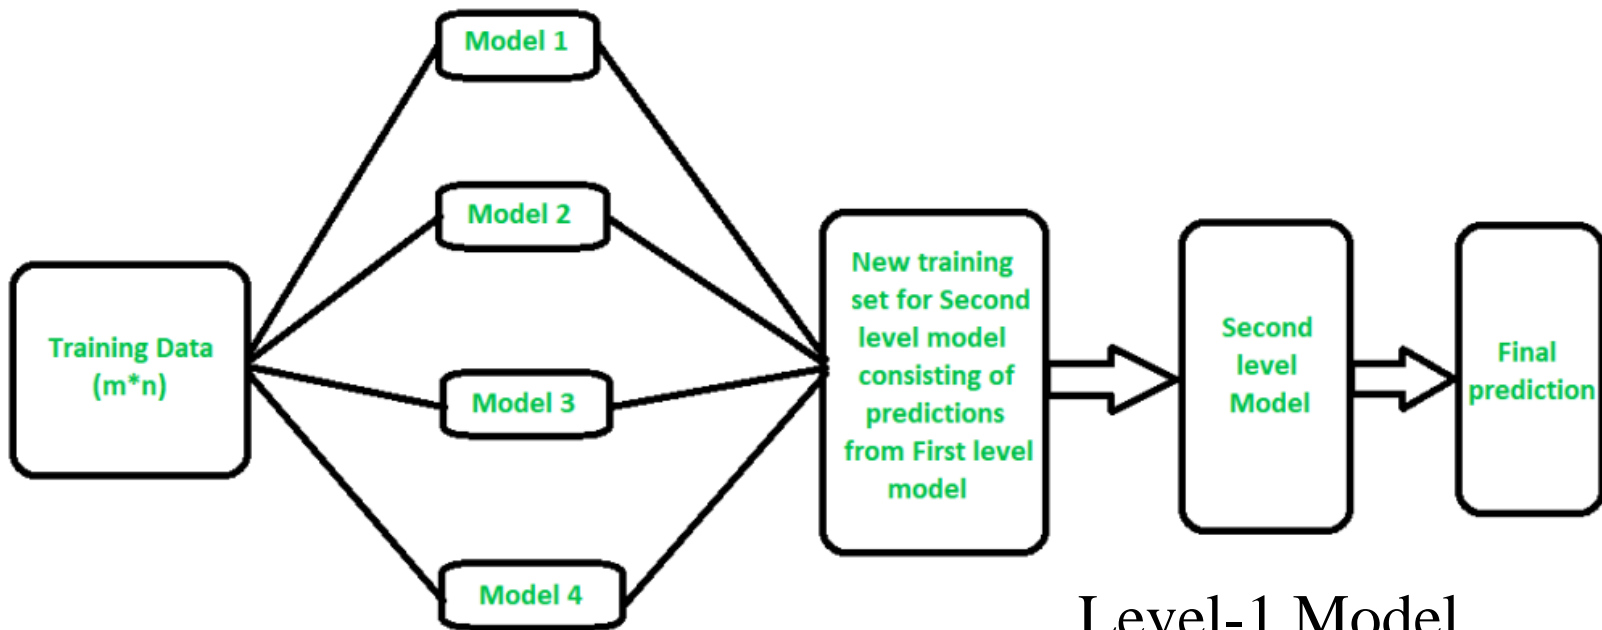 Model 1
Model 2
Training Data
(m*n)
Model 3
Model 4
New training
set for Second
level model
consisting of
predictions
from First level
model
Second
level
Model
Final
prediction
Level-1 Model